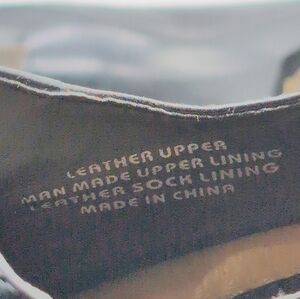 LEATHER UPPER
MAN MADE UPPER LINING
LEATHER SOCK LINING
MADE IN CHINA